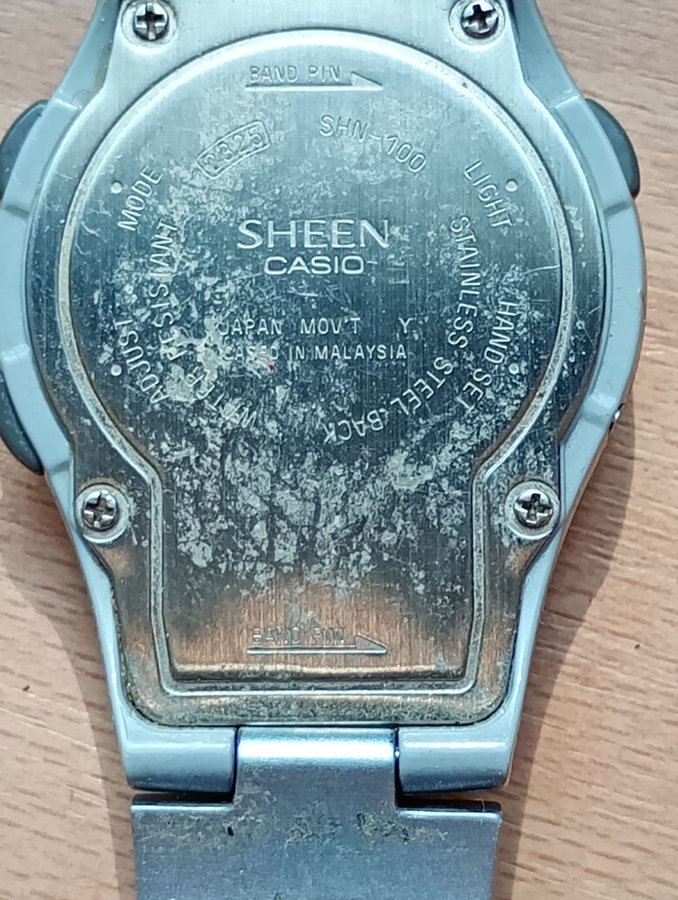 BAND PIN
2325
SHN-100
MODE
LIGHT
ADJUST
HAND SET
WATER RESISTANT
STAINLESS STEEL BACK
SHEEN
CASIO
JAPAN MOV'T Y
CASED IN MALAYSIA
BAND PIN